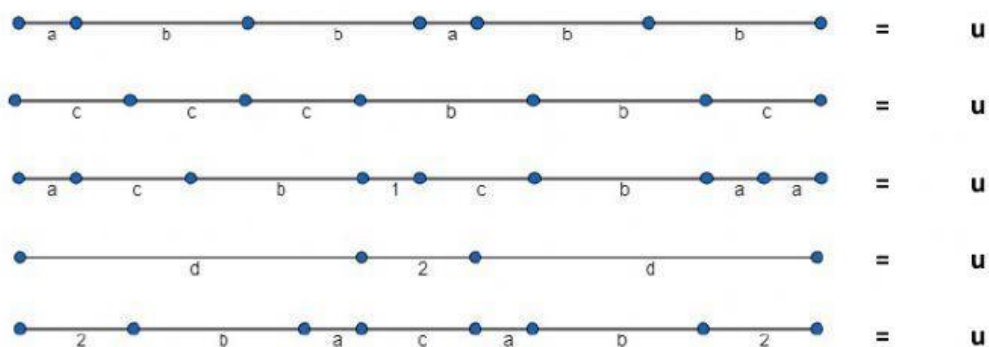 a b b a b b = u
c c c b b c = u
a c b 1 c b a a = u
d 2 d = u
2 b a c a b 2 = u